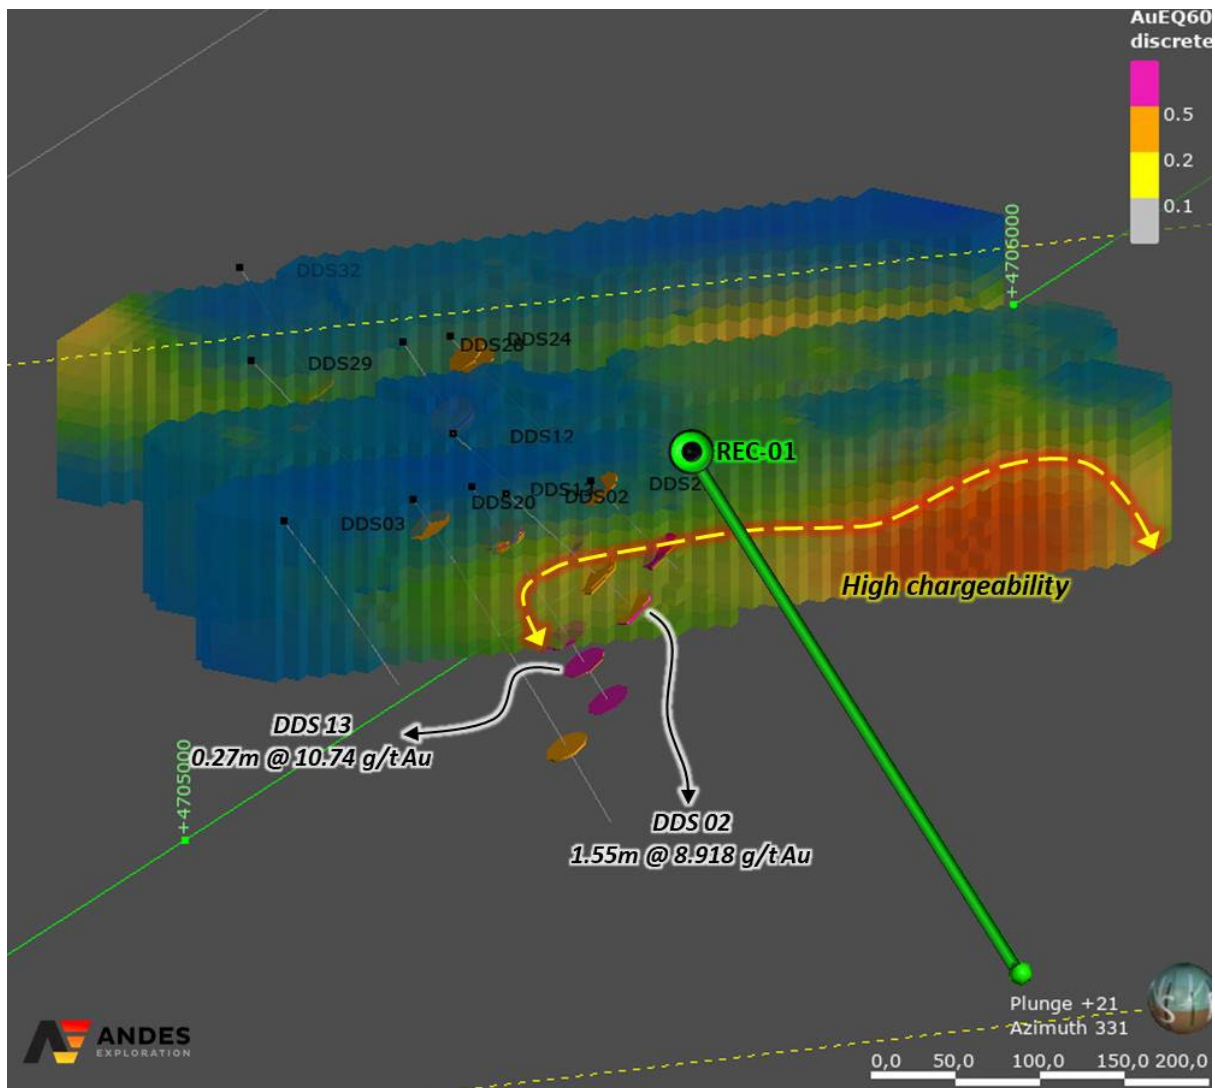 AuEQ60
discrete
0.5
0.2
0.1
+4706000
DDS32
DDS24
DDS28
DDS29
DDS12
REC-01
DDS2
DDS13
DDS02
DDS20
DDS03
High chargeability
DDS 13
0.27m @ 10.74 g/t Au
+4705000
DDS 02
1.55m @ 8.918 g/t Au
Plunge +21
Azimuth 331
ANDES
EXPLORATION
0,0 50,0 100,0 150,0 200,0